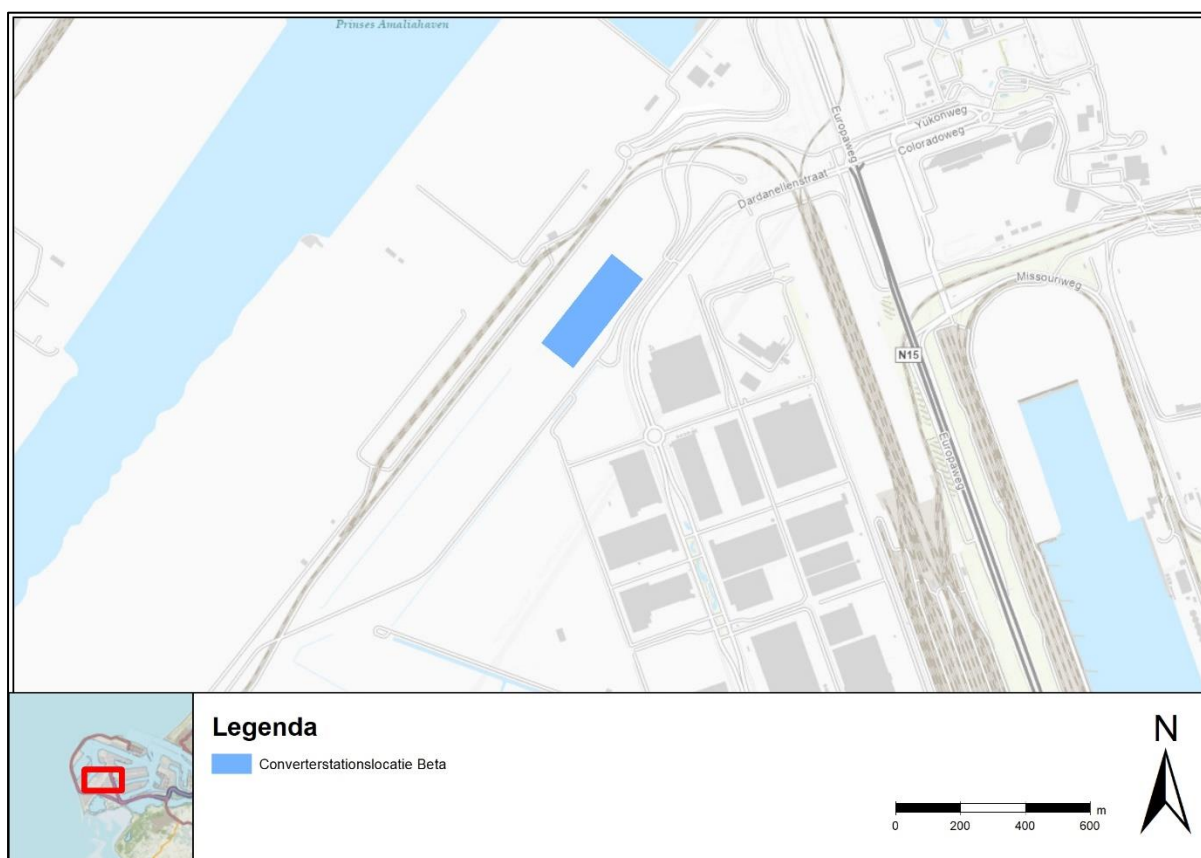 Prinses Amaliahaven
Europaweg
Yukonweg
Coloradoweg
Dardanellenstraat
Missouriweg
N15
Europaweg
Legenda
Converterstationslocatie Beta
N
m
0 200 400 600